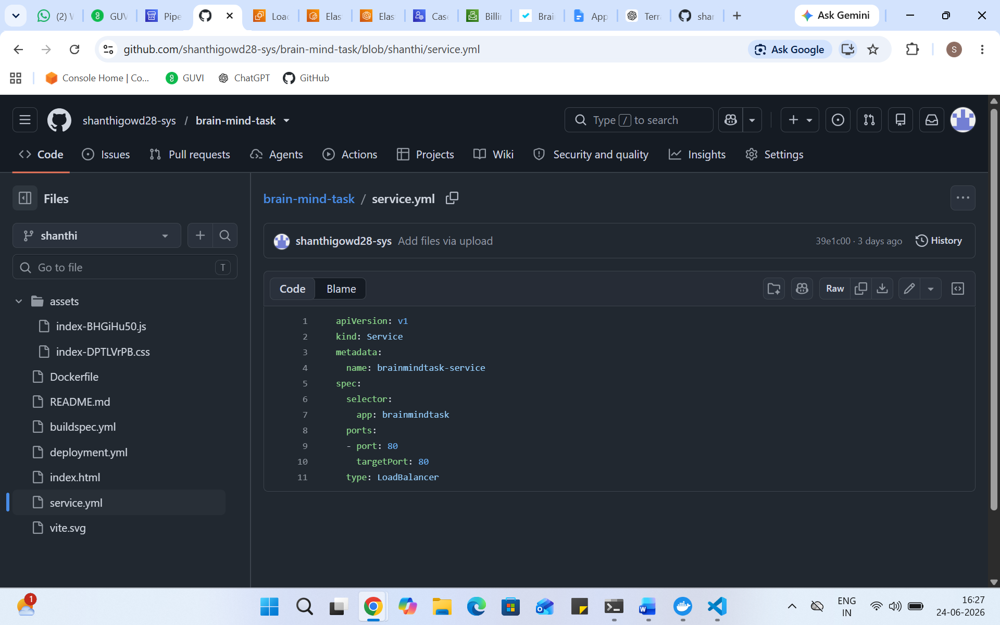 (2) W
GUV
Pipe
Loac
Elas
Elas
Cas
Billi
Brai
App
Terr
shar
Ask Gemini
github.com/shanthigowd28-sys/brain-mind-task/blob/shanthi/service.yml
Ask Google
S
Console Home | Co...
GUVI
ChatGPT
GitHub
shanthigowd28-sys / brain-mind-task
Type / to search
Code
Issues
Pull requests
Agents
Actions
Projects
Wiki
Security and quality
Insights
Settings
Files
shanthi
Go to file
T
assets
index-BHGiHu50.js
index-DPTLVrPB.css
Dockerfile
README.md
buildspec.yml
deployment.yml
index.html
service.yml
vite.svg
brain-mind-task / service.yml
shanthigowd28-sys Add files via upload
39e1c00 · 3 days ago
History
Code
Blame
Raw
1 apiVersion: v1
2 kind: Service
3 metadata:
4 name: brainmindtask-service
5 spec:
6 selector:
7 app: brainmindtask
8 ports:
9 - port: 80
10 targetPort: 80
11 type: LoadBalancer
1
ENG
IN
16:27
24-06-2026